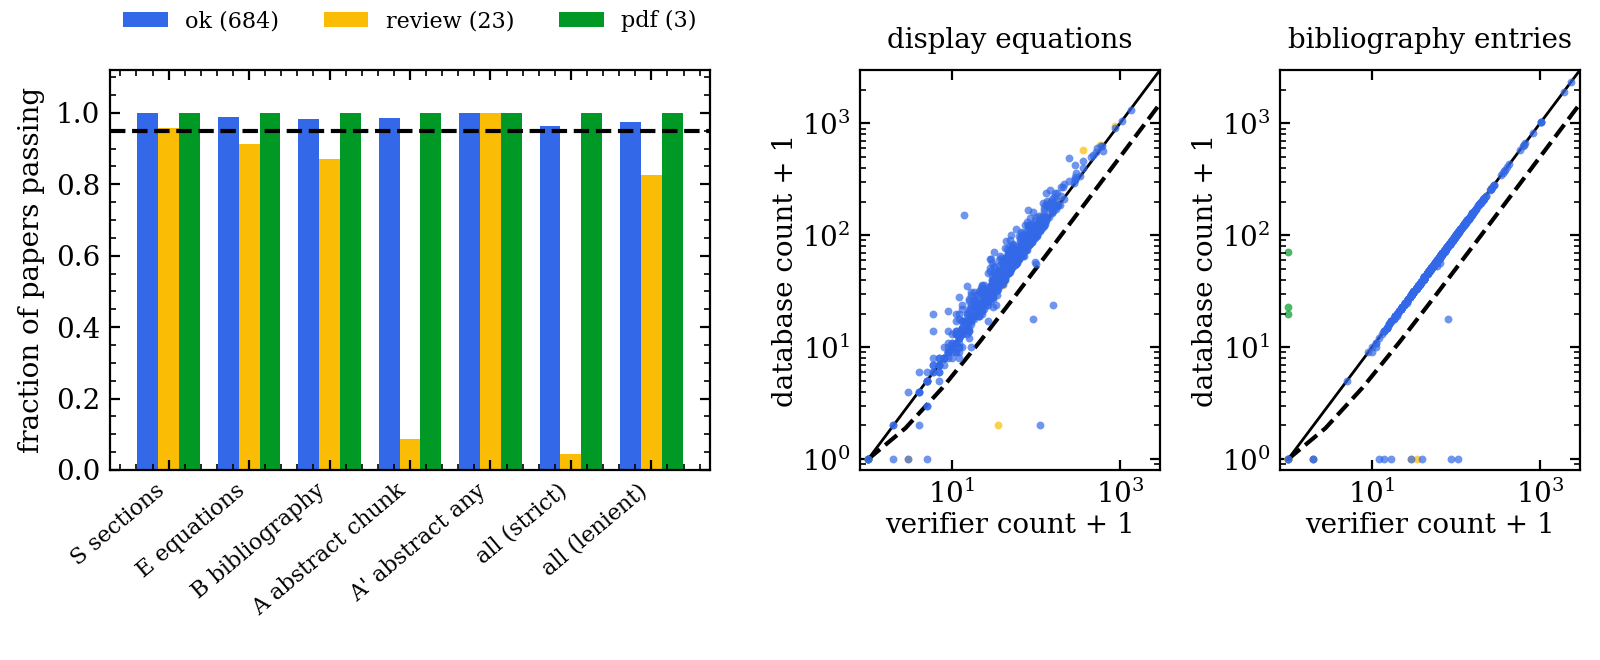 ok (684)
review (23)
pdf (3)
fraction of papers passing
1.0
0.8
0.6
0.4
0.2
0.0
S sections
E equations
B bibliography
A abstract chunk
A' abstract any
all (strict)
all (lenient)
display equations
database count + 1
10³
10²
10¹
10⁰
10¹
10³
verifier count + 1
bibliography entries
database count + 1
10³
10²
10¹
10⁰
10¹
10³
verifier count + 1